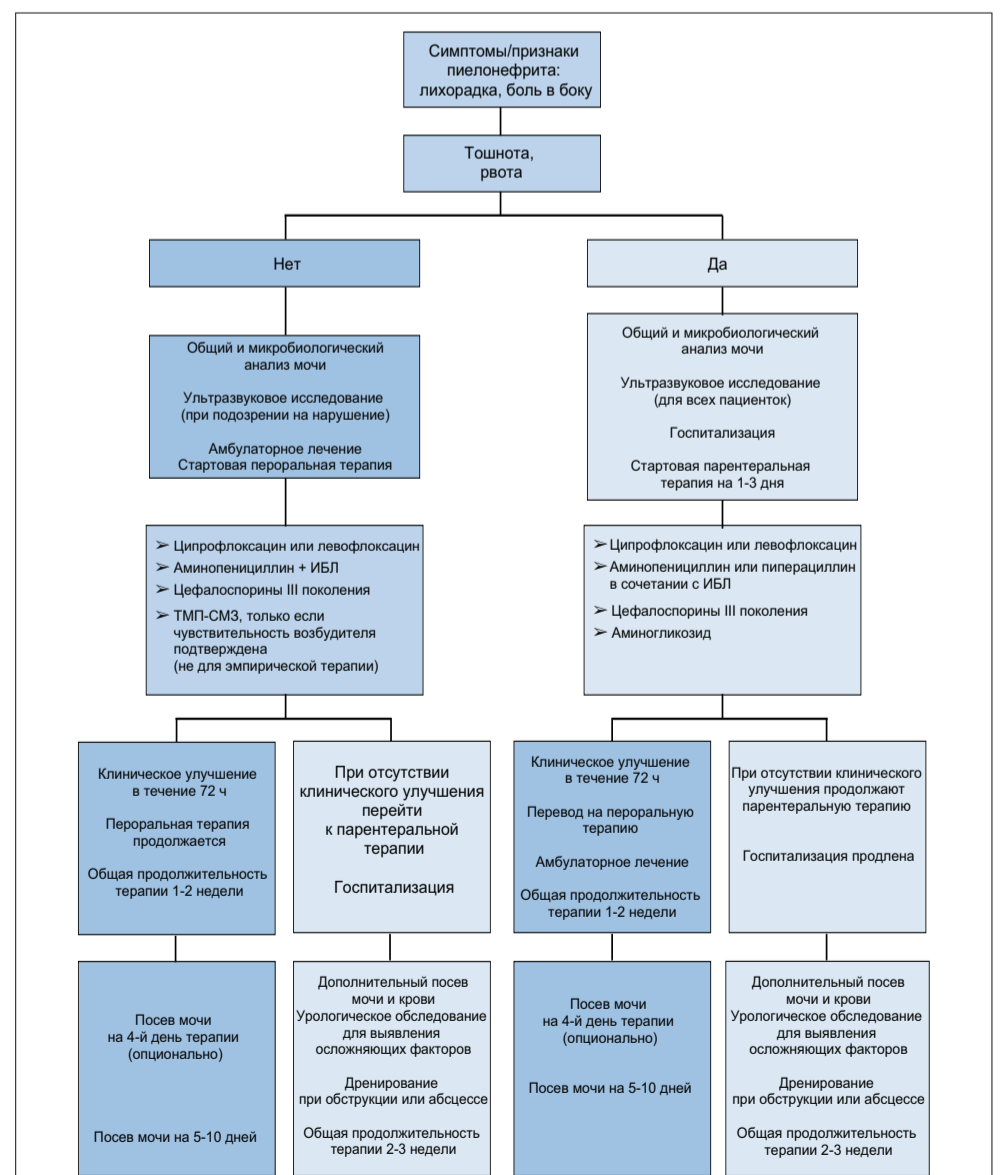 Симптомы/признаки
пиелонефрита:
лихорадка, боль в боку
Тошнота,
рвота
Нет
Да
Общий и микробиологический
анализ мочи
Ультразвуковое исследование
(при подозрении на нарушение)
Амбулаторное лечение
Стартовая пероральная терапия
Общий и микробиологический
анализ мочи
Ультразвуковое исследование
(для всех пациенток)
Госпитализация
Стартовая парентеральная
терапия на 1-3 дня
➢ Ципрофлоксацин или левофлоксацин
➢ Аминопенициллин + ИБЛ
➢ Цефалоспорины III поколения
➢ ТМП-СМЗ, только если
чувствительность возбудителя
подтверждена
(не для эмпирической терапии)
➢ Ципрофлоксацин или левофлоксацин
➢ Аминопенициллин или пиперациллин
в сочетании с ИБЛ
➢ Цефалоспорины III поколения
➢ Аминогликозид
Клиническое улучшение
в течение 72 ч
Пероральная терапия
продолжается
Общая продолжительность
терапии 1-2 недели
При отсутствии
клинического улучшения
перейти
к парентеральной
терапии
Госпитализация
Клиническое улучшение
в течение 72 ч
Перевод на пероральную
терапию
Амбулаторное лечение
Общая продолжительность
терапии 1-2 недели
При отсутствии клинического
улучшения продолжают
парентеральную терапию
Госпитализация продлена
Посев мочи
на 4-й день терапии
(опционально)
Посев мочи на 5-10 дней
Дополнительный посев
мочи и крови
Урологическое обследование
для выявления
осложняющих факторов
Дренирование
при обструкции или абсцессе
Общая продолжительность
терапии 2-3 недели
Посев мочи
на 4-й день терапии
(опционально)
Посев мочи на 5-10 дней
Дополнительный посев
мочи и крови
Урологическое обследование
для выявления
осложняющих факторов
Дренирование
при обструкции или абсцессе
Общая продолжительность
терапии 2-3 недели